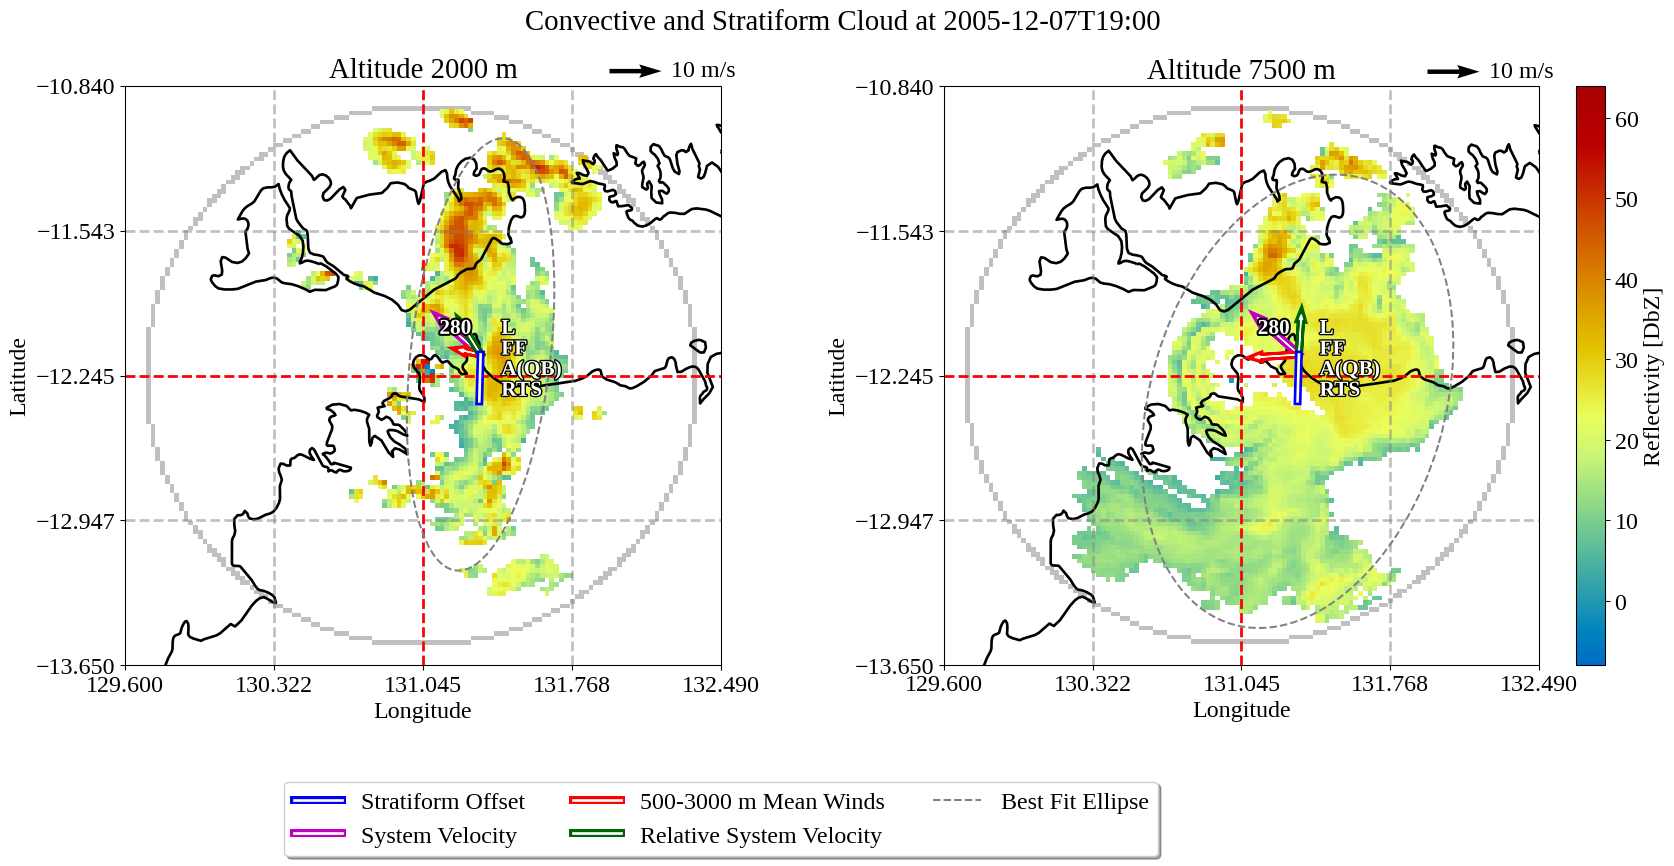 Convective and Stratiform Cloud at 2005-12-07T19:00
Altitude 2000 m
10 m/s
Altitude 7500 m
10 m/s
−10.840
−11.543
−12.245
−12.947
−13.650
Latitude
129.600
130.322
131.045
131.768
132.490
Longitude
280
L
FF
A(QB)
RTS
−10.840
−11.543
−12.245
−12.947
−13.650
Latitude
129.600
130.322
131.045
131.768
132.490
Longitude
280
L
FF
A(QB)
RTS
60
50
40
30
20
10
0
Reflectivity [DbZ]
Stratiform Offset
System Velocity
500-3000 m Mean Winds
Relative System Velocity
Best Fit Ellipse